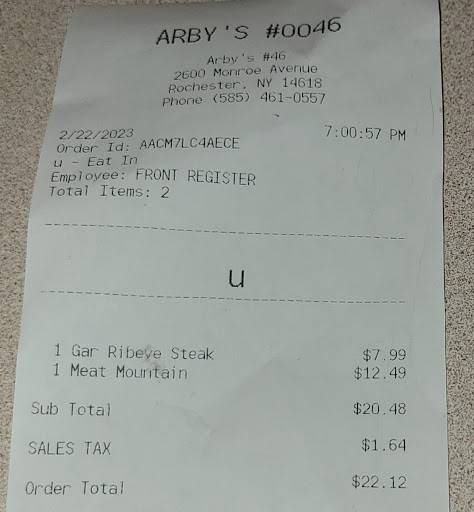 ARBY'S #0046
Arby's #46
2600 Monroe Avenue
Rochester, NY 14618
Phone (585) 461-0557
2/22/2023 7:00:57 PM
Order Id: AACM7LC4AECE
u - Eat In
Employee: FRONT REGISTER
Total Items: 2
u
1 Gar Ribeye Steak $7.99
1 Meat Mountain $12.49
Sub Total $20.48
SALES TAX $1.64
Order Total $22.12